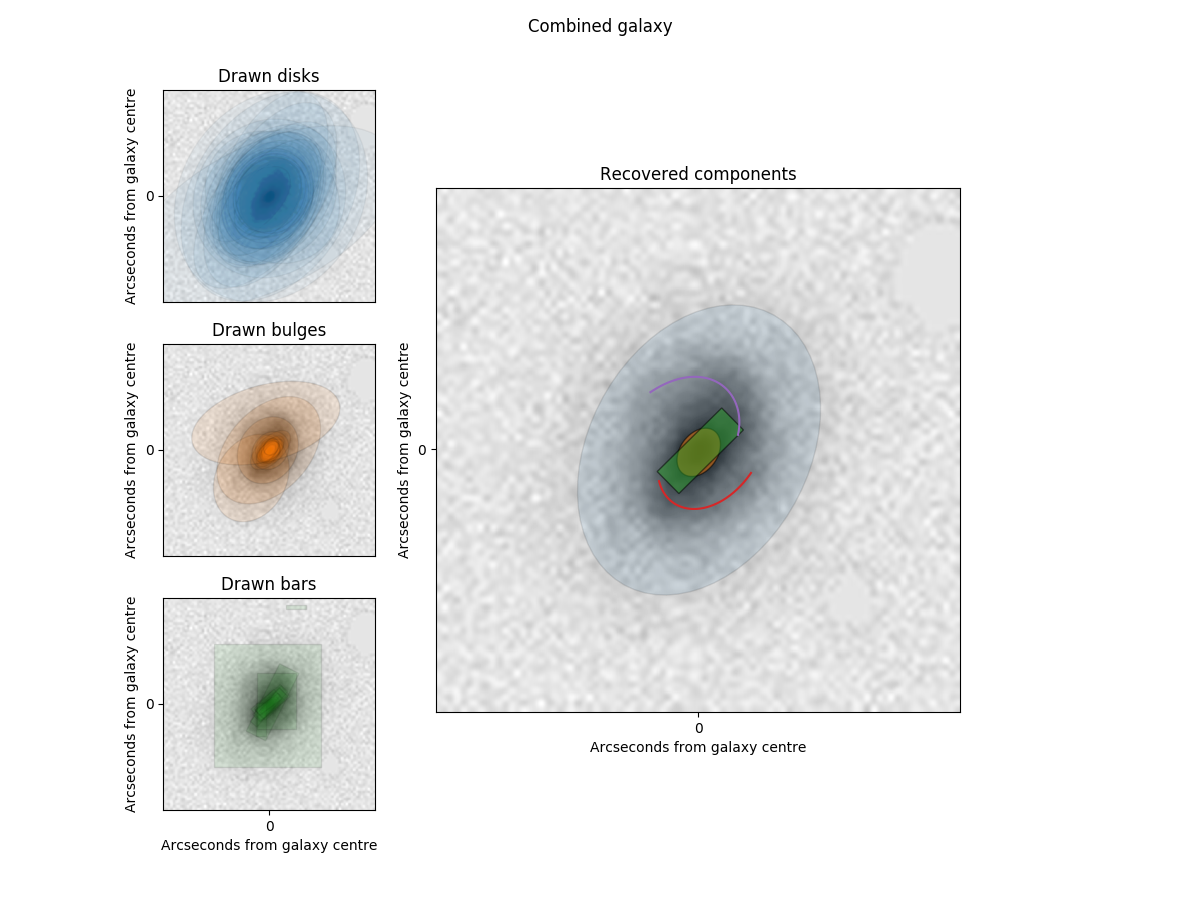 Combined galaxy
Drawn disks
Arcseconds from galaxy centre
0
Drawn bulges
Arcseconds from galaxy centre
0
Drawn bars
Arcseconds from galaxy centre
0
0
Arcseconds from galaxy centre
Recovered components
Arcseconds from galaxy centre
0
0
Arcseconds from galaxy centre